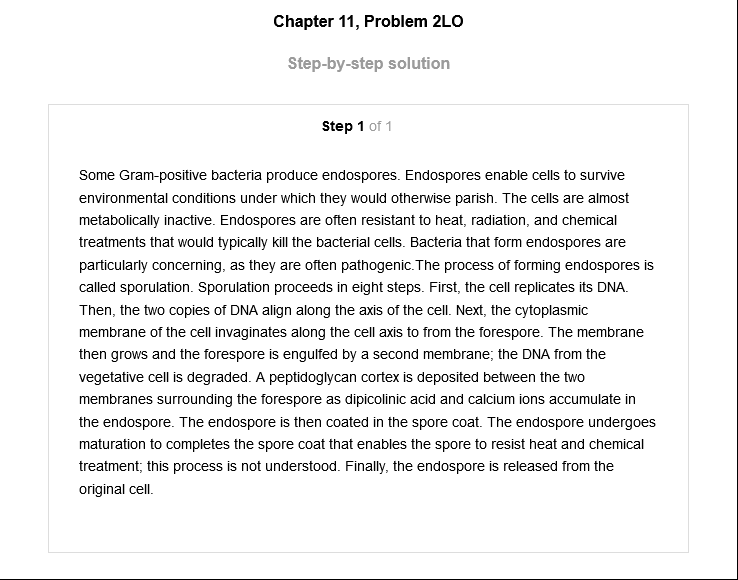 Chapter 11, Problem 2LO
Step-by-step solution
Step 1 of 1
Some Gram-positive bacteria produce endospores. Endospores enable cells to survive
environmental conditions under which they would otherwise parish. The cells are almost
metabolically inactive. Endospores are often resistant to heat, radiation, and chemical
treatments that would typically kill the bacterial cells. Bacteria that form endospores are
particularly concerning, as they are often pathogenic.The process of forming endospores is
called sporulation. Sporulation proceeds in eight steps. First, the cell replicates its DNA.
Then, the two copies of DNA align along the axis of the cell. Next, the cytoplasmic
membrane of the cell invaginates along the cell axis to from the forespore. The membrane
then grows and the forespore is engulfed by a second membrane; the DNA from the
vegetative cell is degraded. A peptidoglycan cortex is deposited between the two
membranes surrounding the forespore as dipicolinic acid and calcium ions accumulate in
the endospore. The endospore is then coated in the spore coat. The endospore undergoes
maturation to completes the spore coat that enables the spore to resist heat and chemical
treatment; this process is not understood. Finally, the endospore is released from the
original cell.